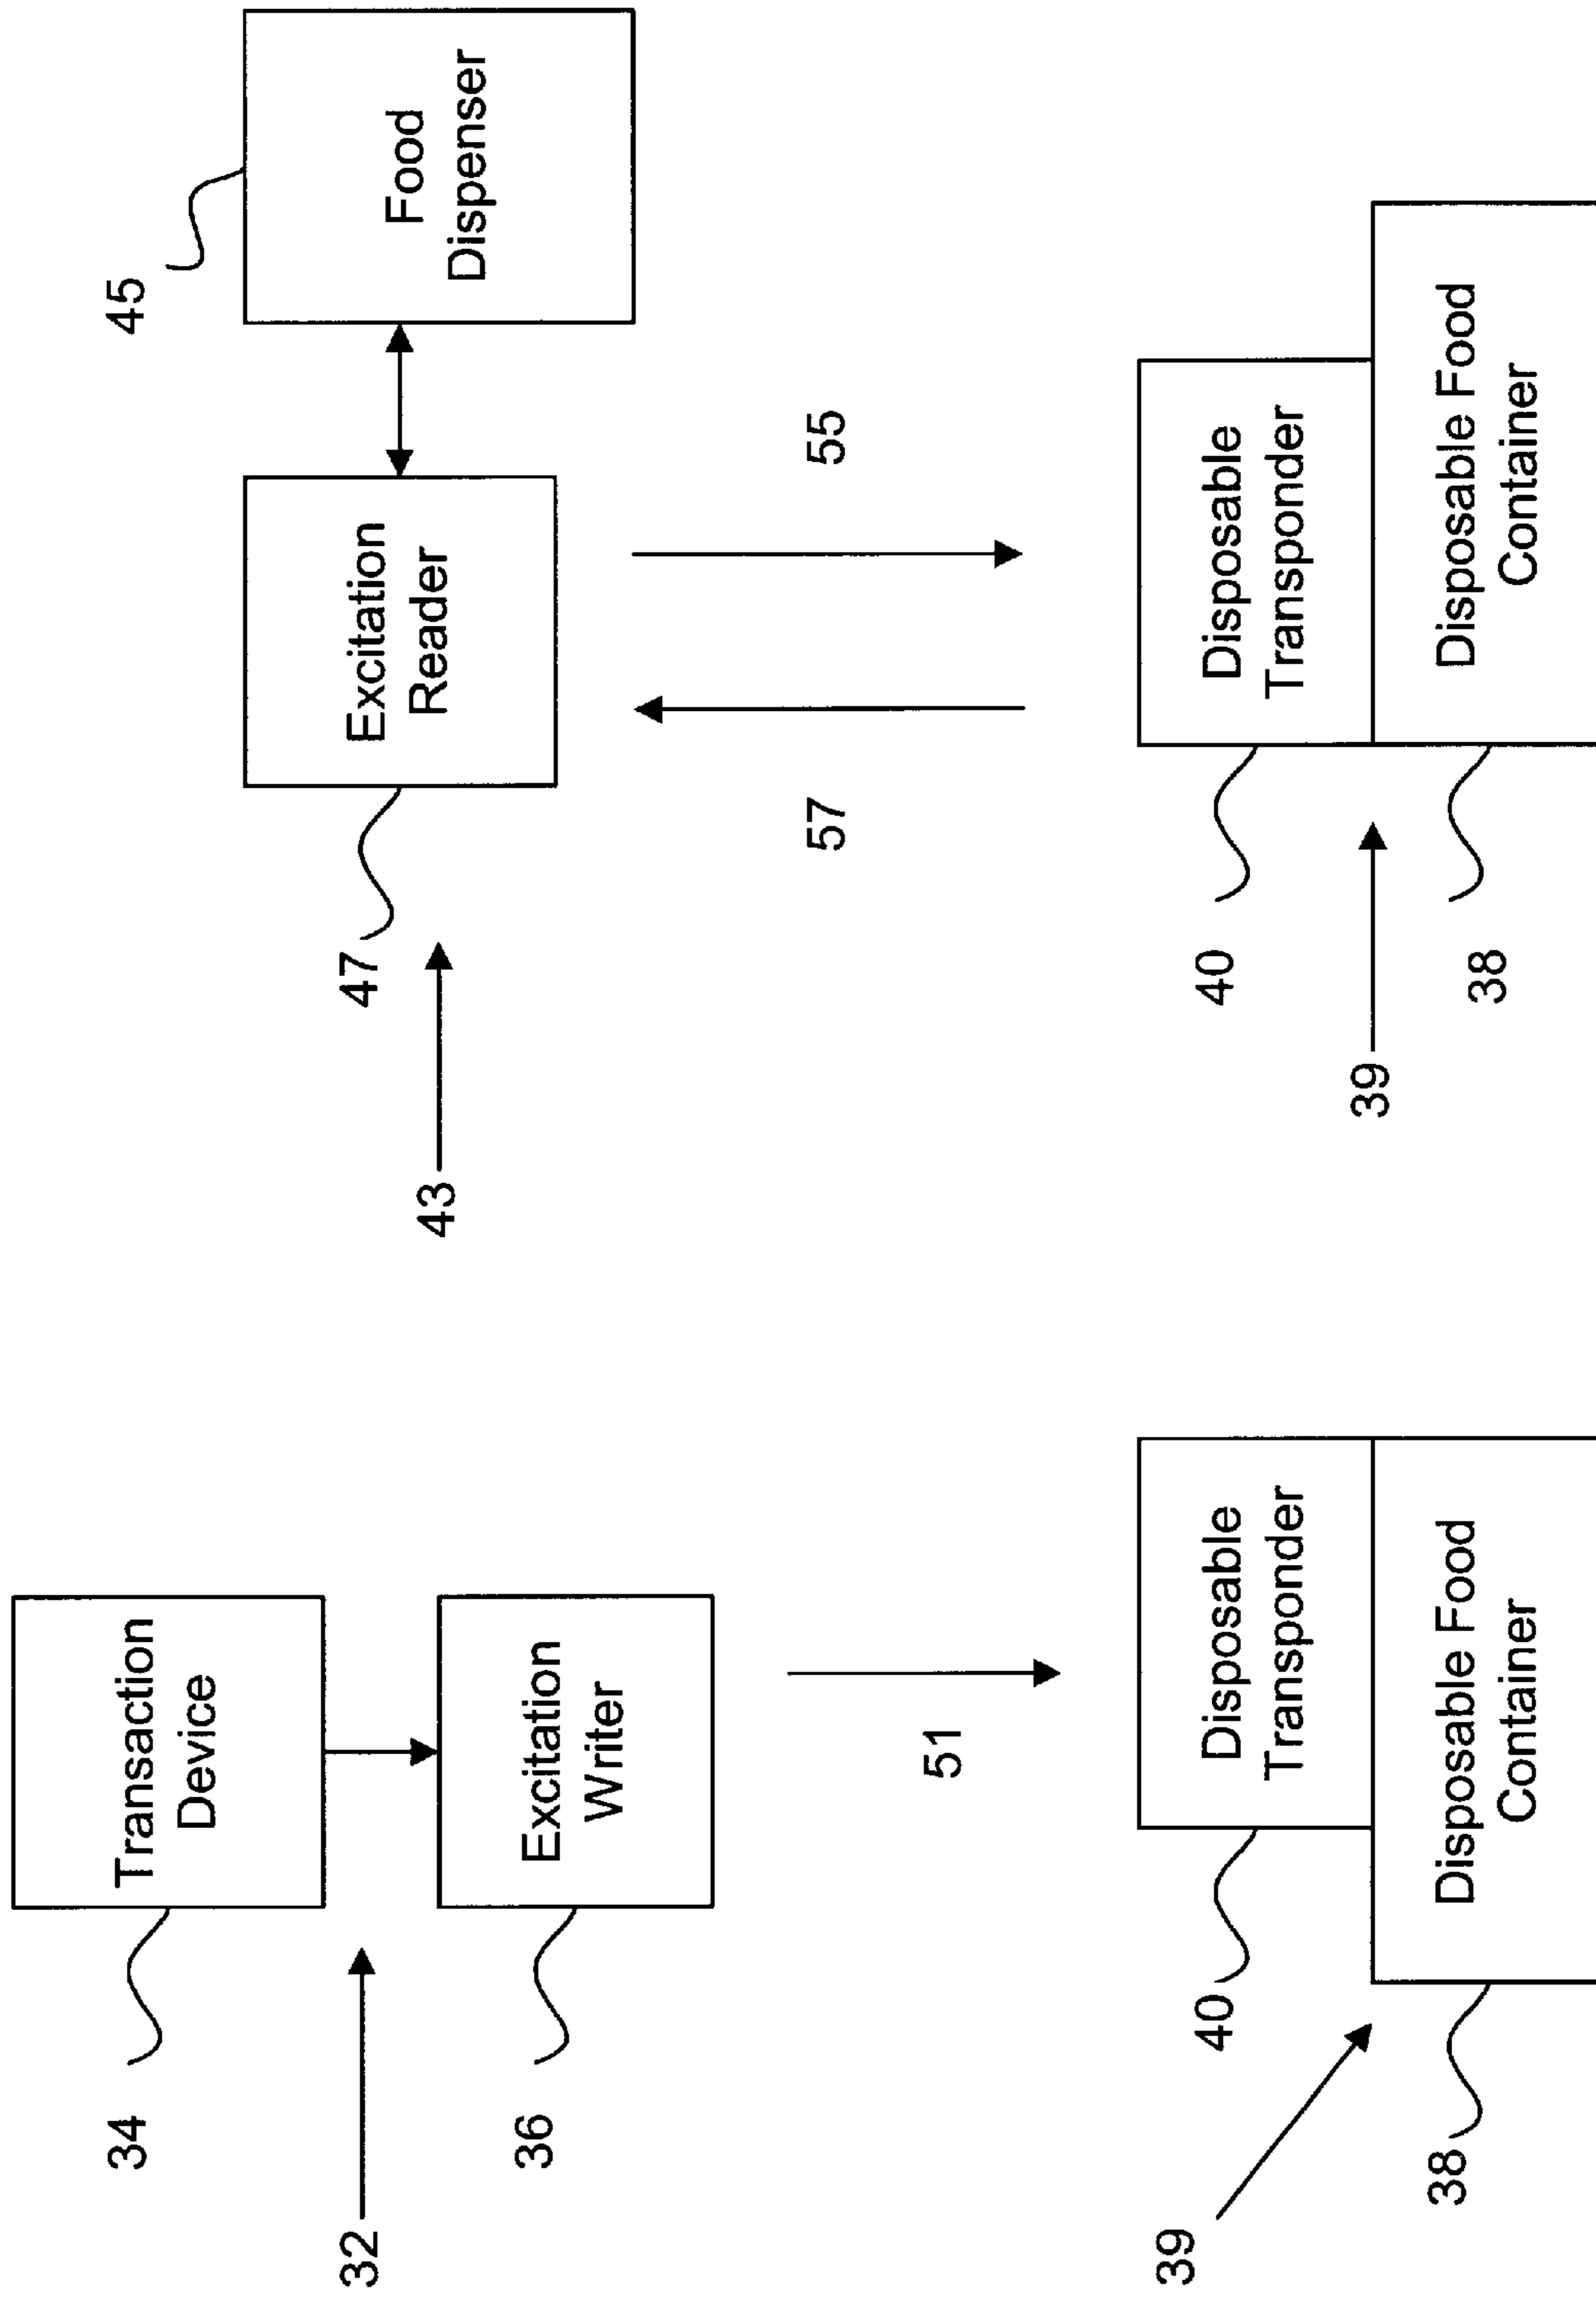 34
Transaction
Device
32
36
Excitation
Writer
51
39
40
Disposable
Transponder
38
Disposable Food
Container
45
47
Excitation
Reader
Food
Dispenser
43
57
55
40
Disposable
Transponder
39
38
Disposable Food
Container